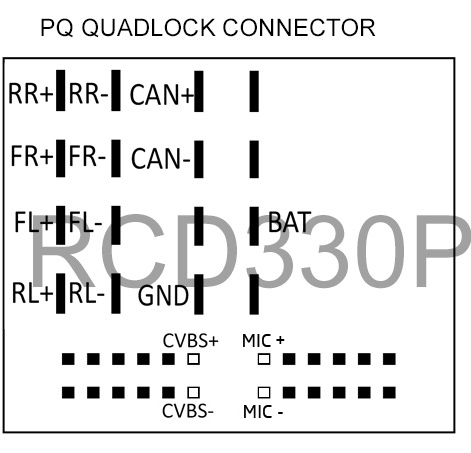 PQ QUADLOCK CONNECTOR
RR+ RR- CAN+
FR+ FR- CAN-
FL+ FL- BAT
RCD330P
RL+ RL- GND
CVBS+ MIC +
CVBS- MIC -